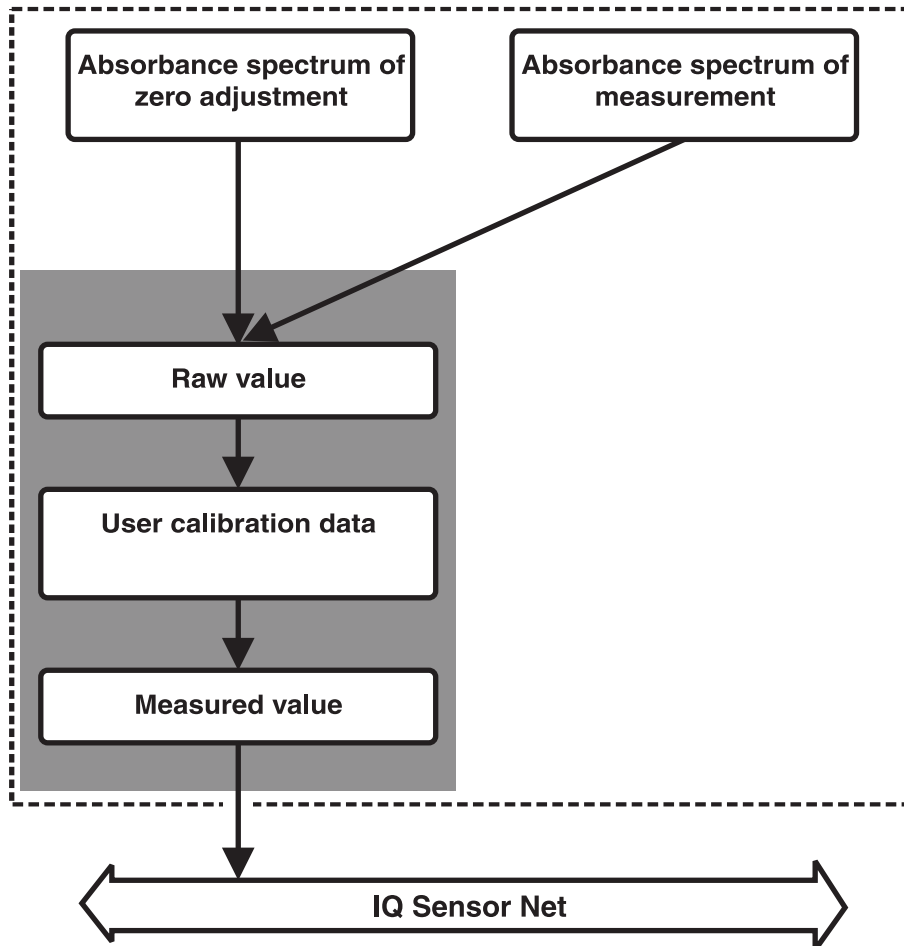 Absorbance spectrum of
zero adjustment
Absorbance spectrum of
measurement
Raw value
User calibration data
Measured value
IQ Sensor Net